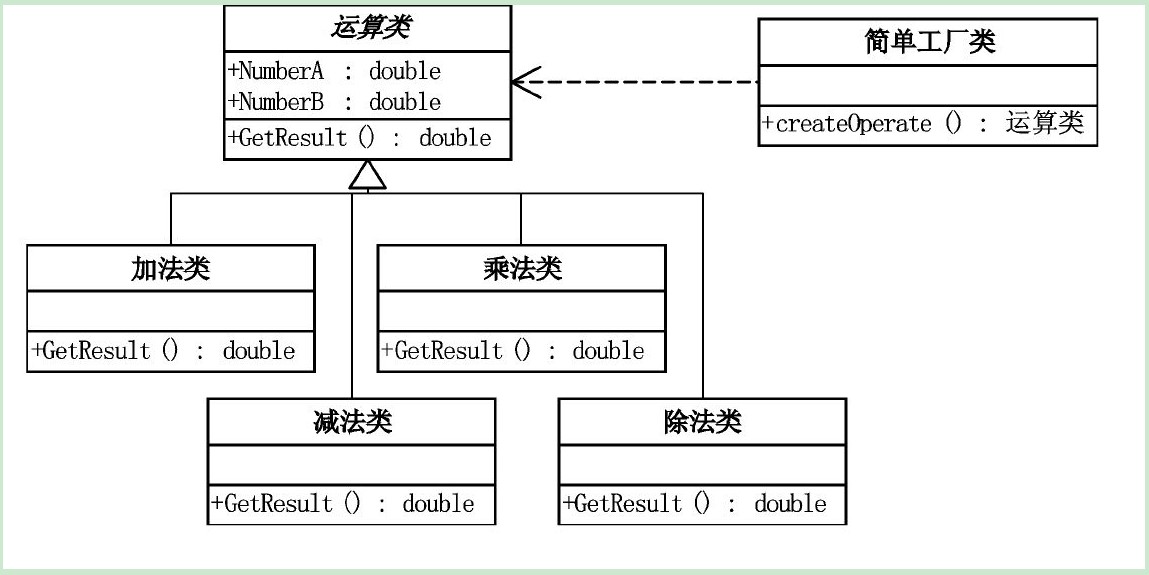 运算类
+NumberA : double
+NumberB : double
+GetResult() : double
简单工厂类
+createOperate() : 运算类
加法类
+GetResult() : double
乘法类
+GetResult() : double
减法类
+GetResult() : double
除法类
+GetResult() : double